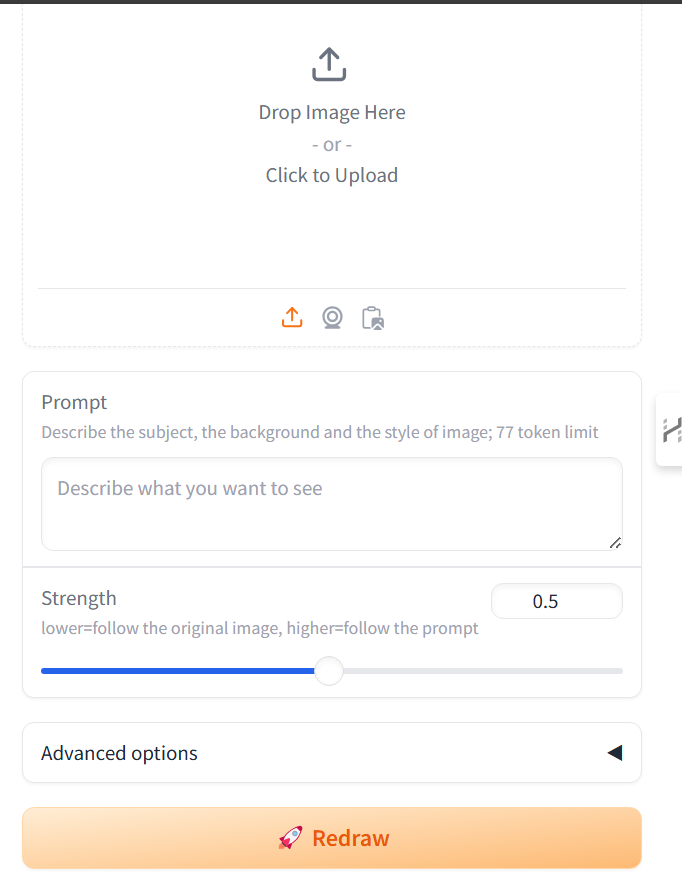 Drop Image Here
- or -
Click to Upload
Prompt
Describe the subject, the background and the style of image; 77 token limit
Describe what you want to see
Strength
0.5
lower=follow the original image, higher=follow the prompt
Advanced options
🚀 Redraw